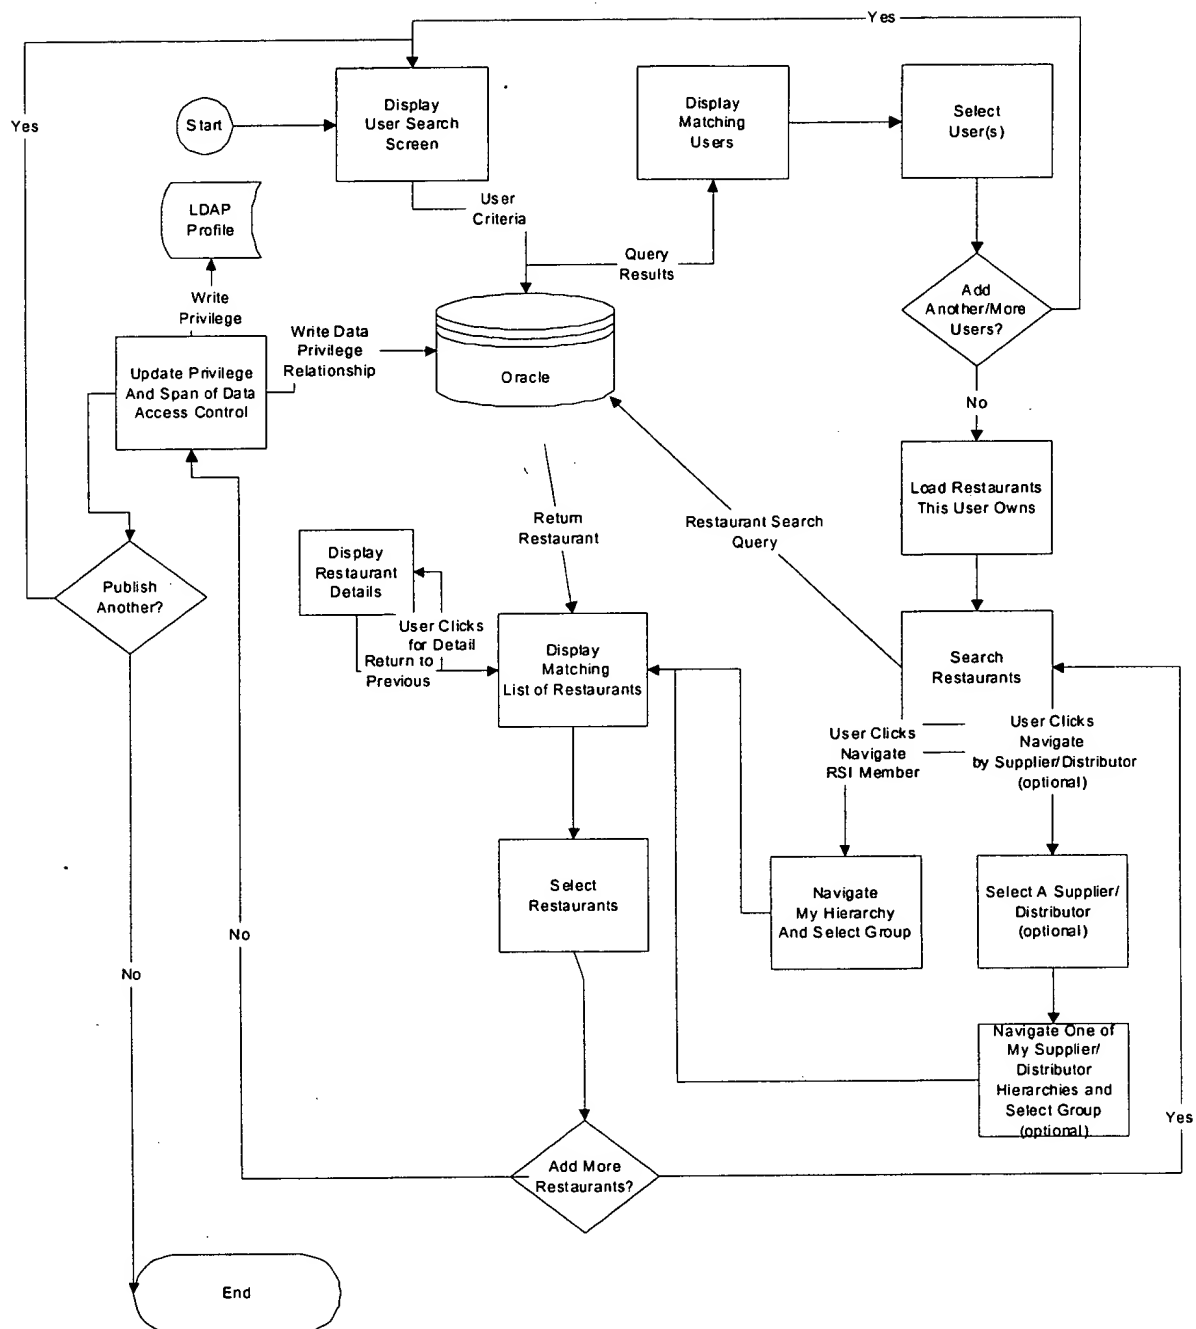 Yes
Yes
Start
Display
User Search
Screen
Display
Matching
Users
Select
User(s)
LDAP
Profile
User
Criteria
Query
Results
Write
Privilege
Add
Another/More
Users?
Write Data
Privilege
Relationship
Update Privilege
And Span of Data
Access Control
Oracle
No
Load Restaurants
This User Owns
Return
Restaurant
Restaurant Search
Query
Display
Restaurant
Details
Publish
Another?
User Clicks
for Detail
Return to
Previous
Display
Matching
List of Restaurants
Search
Restaurants
User Clicks
Navigate
RSI Member
User Clicks
Navigate
by Supplier/Distributor
(optional)
Select
Restaurants
Navigate
My Hierarchy
And Select Group
Select A Supplier/
Distributor
(optional)
No
No
Navigate One of
My Supplier/
Distributor
Hierarchies and
Select Group
(optional)
Yes
Add More
Restaurants?
End